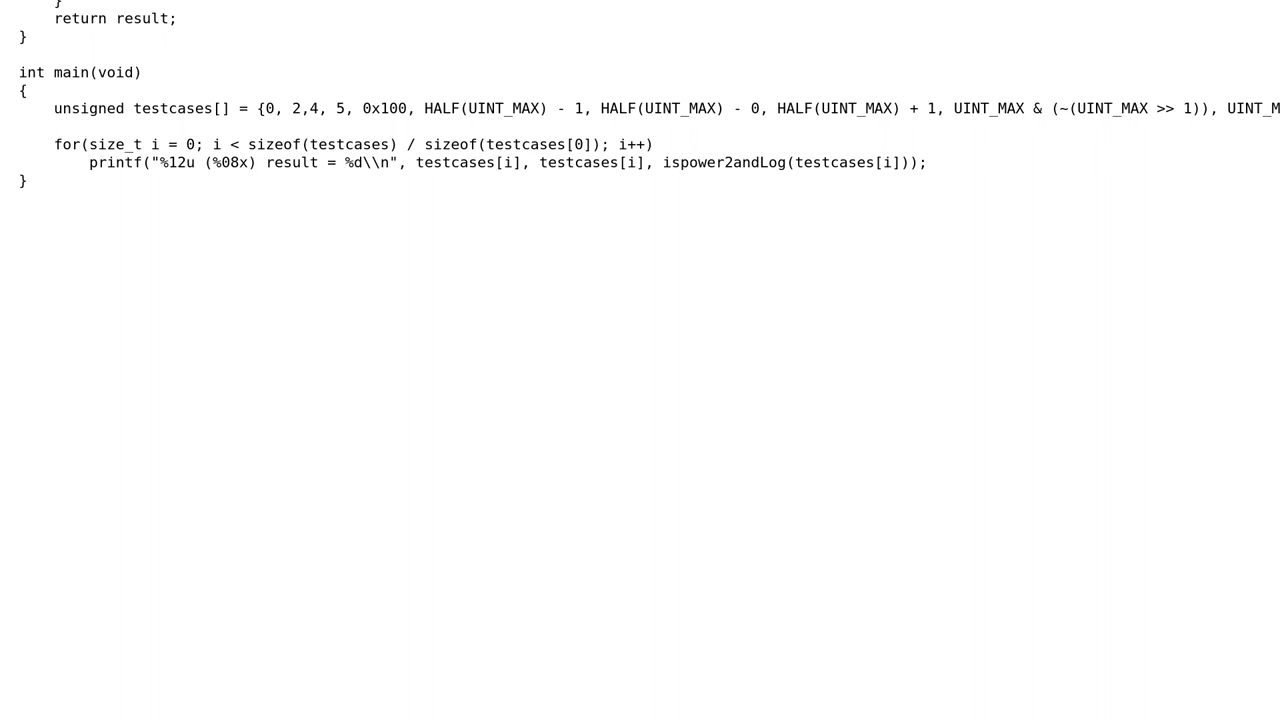 }
    return result;
}

int main(void)
{
    unsigned testcases[] = {0, 2,4, 5, 0x100, HALF(UINT_MAX) - 1, HALF(UINT_MAX) - 0, HALF(UINT_MAX) + 1, UINT_MAX & (~(UINT_MAX >> 1)), UINT_M

    for(size_t i = 0; i < sizeof(testcases) / sizeof(testcases[0]); i++)
        printf("%12u (%08x) result = %d\\n", testcases[i], testcases[i], ispower2andLog(testcases[i]));
}